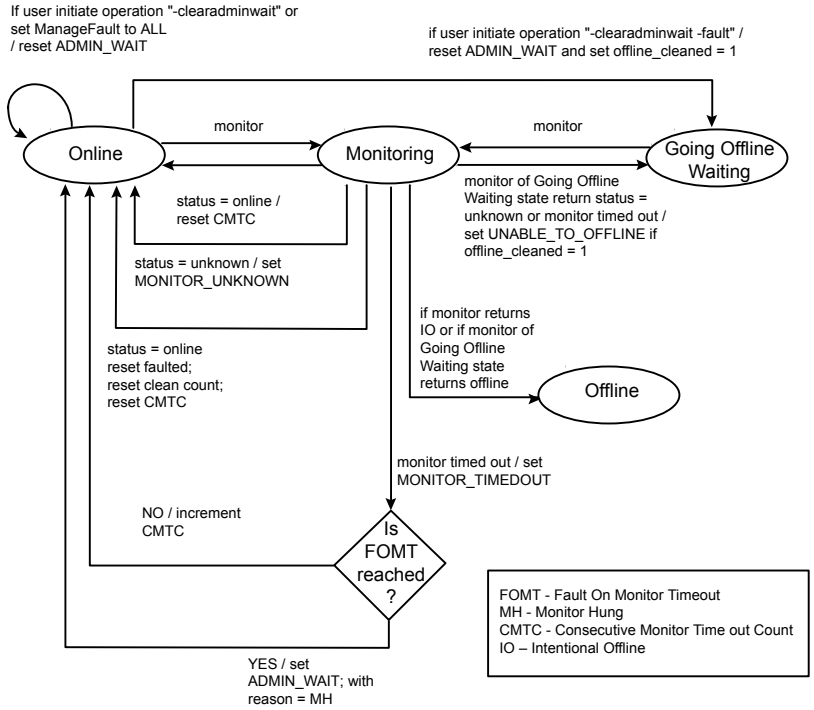 If user initiate operation "-clearadminwait" or
set ManageFault to ALL
/ reset ADMIN_WAIT
if user initiate operation "-clearadminwait -fault" /
reset ADMIN_WAIT and set offline_cleaned = 1
monitor
monitor
Online
Monitoring
Going Offline
Waiting
status = online /
reset CMTC
monitor of Going Offline
Waiting state return status =
unknown or monitor timed out /
set UNABLE_TO_OFFLINE if
offline_cleaned = 1
status = unknown / set
MONITOR_UNKNOWN
if monitor returns
IO or if monitor of
Going Ofline
Waiting state
returns offline
status = online
reset faulted;
reset clean count;
reset CMTC
Offline
monitor timed out / set
MONITOR_TIMEDOUT
NO / increment
CMTC
Is
FOMT
reached
?
FOMT - Fault On Monitor Timeout
MH - Monitor Hung
CMTC - Consecutive Monitor Time out Count
IO – Intentional Offline
YES / set
ADMIN_WAIT; with
reason = MH